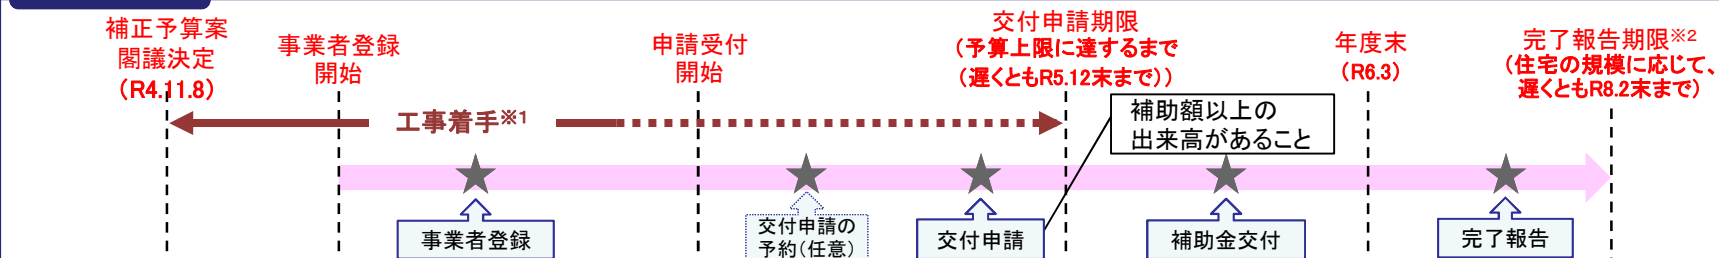 補正予算案
閣議決定
（R4.11.8）
事業者登録
開始
申請受付
開始
交付申請期限
（予算上限に達するまで
（遅くともR5.12末まで））
年度末
（R6.3）
完了報告期限※2
（住宅の規模に応じて、
遅くともR8.2末まで）
工事着手※1
補助額以上の
出来高があること
事業者登録
交付申請の
予約（任意）
交付申請
補助金交付
完了報告